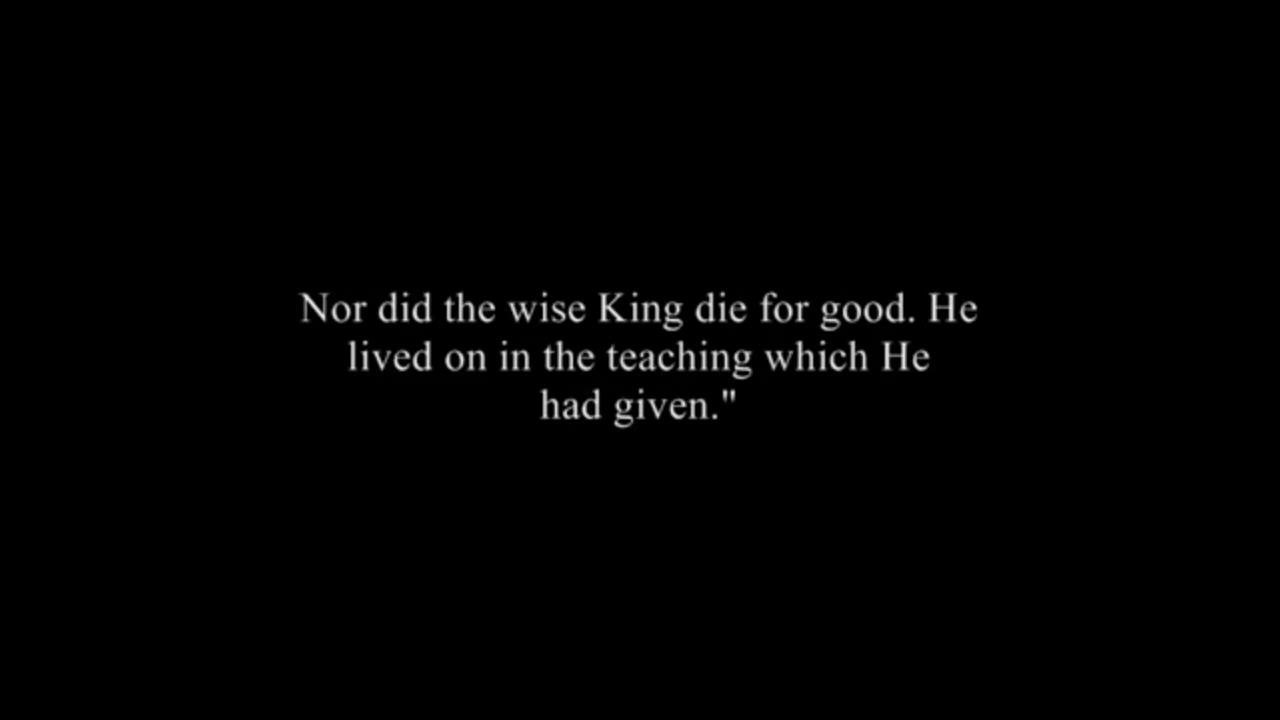 Nor did the wise King die for good. He
lived on in the teaching which He
had given."